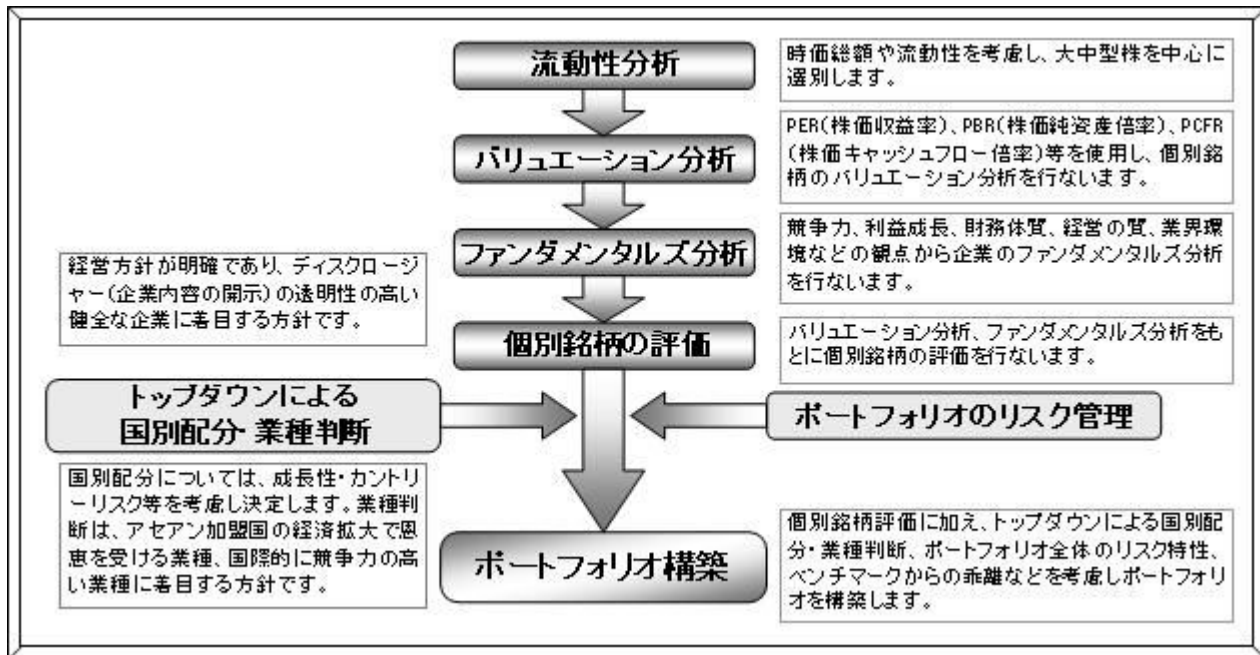 流動性分析
時価総額や流動性を考慮し、大中型株を中心に
選別します。
バリュエーション分析
PER(株価収益率)、PBR(株価純資産倍率)、PCFR
(株価キャッシュフロー倍率)等を使用し、個別銘
柄のバリュエーション分析を行ないます。
ファンダメンタルズ分析
競争力、利益成長、財務体質、経営の質、業界環
境などの観点から企業のファンダメンタルズ分析
を行ないます。
経営方針が明確であり、ディスクロージ
ャー(企業内容の開示)の透明性の高い
健全な企業に着目する方針です。
個別銘柄の評価
バリュエーション分析、ファンダメンタルズ分析をも
とに個別銘柄の評価を行ないます。
トップダウンによる
国別配分・業種判断
ポートフォリオのリスク管理
国別配分については、成長性・カントリ
ーリスク等を考慮し決定します。業種判
断は、アセアン加盟国の経済拡大で恩
恵を受ける業種、国際的に競争力の高
い業種に着目する方針です。
ポートフォリオ構築
個別銘柄評価に加え、トップダウンによる国別配
分・業種判断、ポートフォリオ全体のリスク特性、
ベンチマークからの乖離などを考慮しポートフォリ
オを構築します。